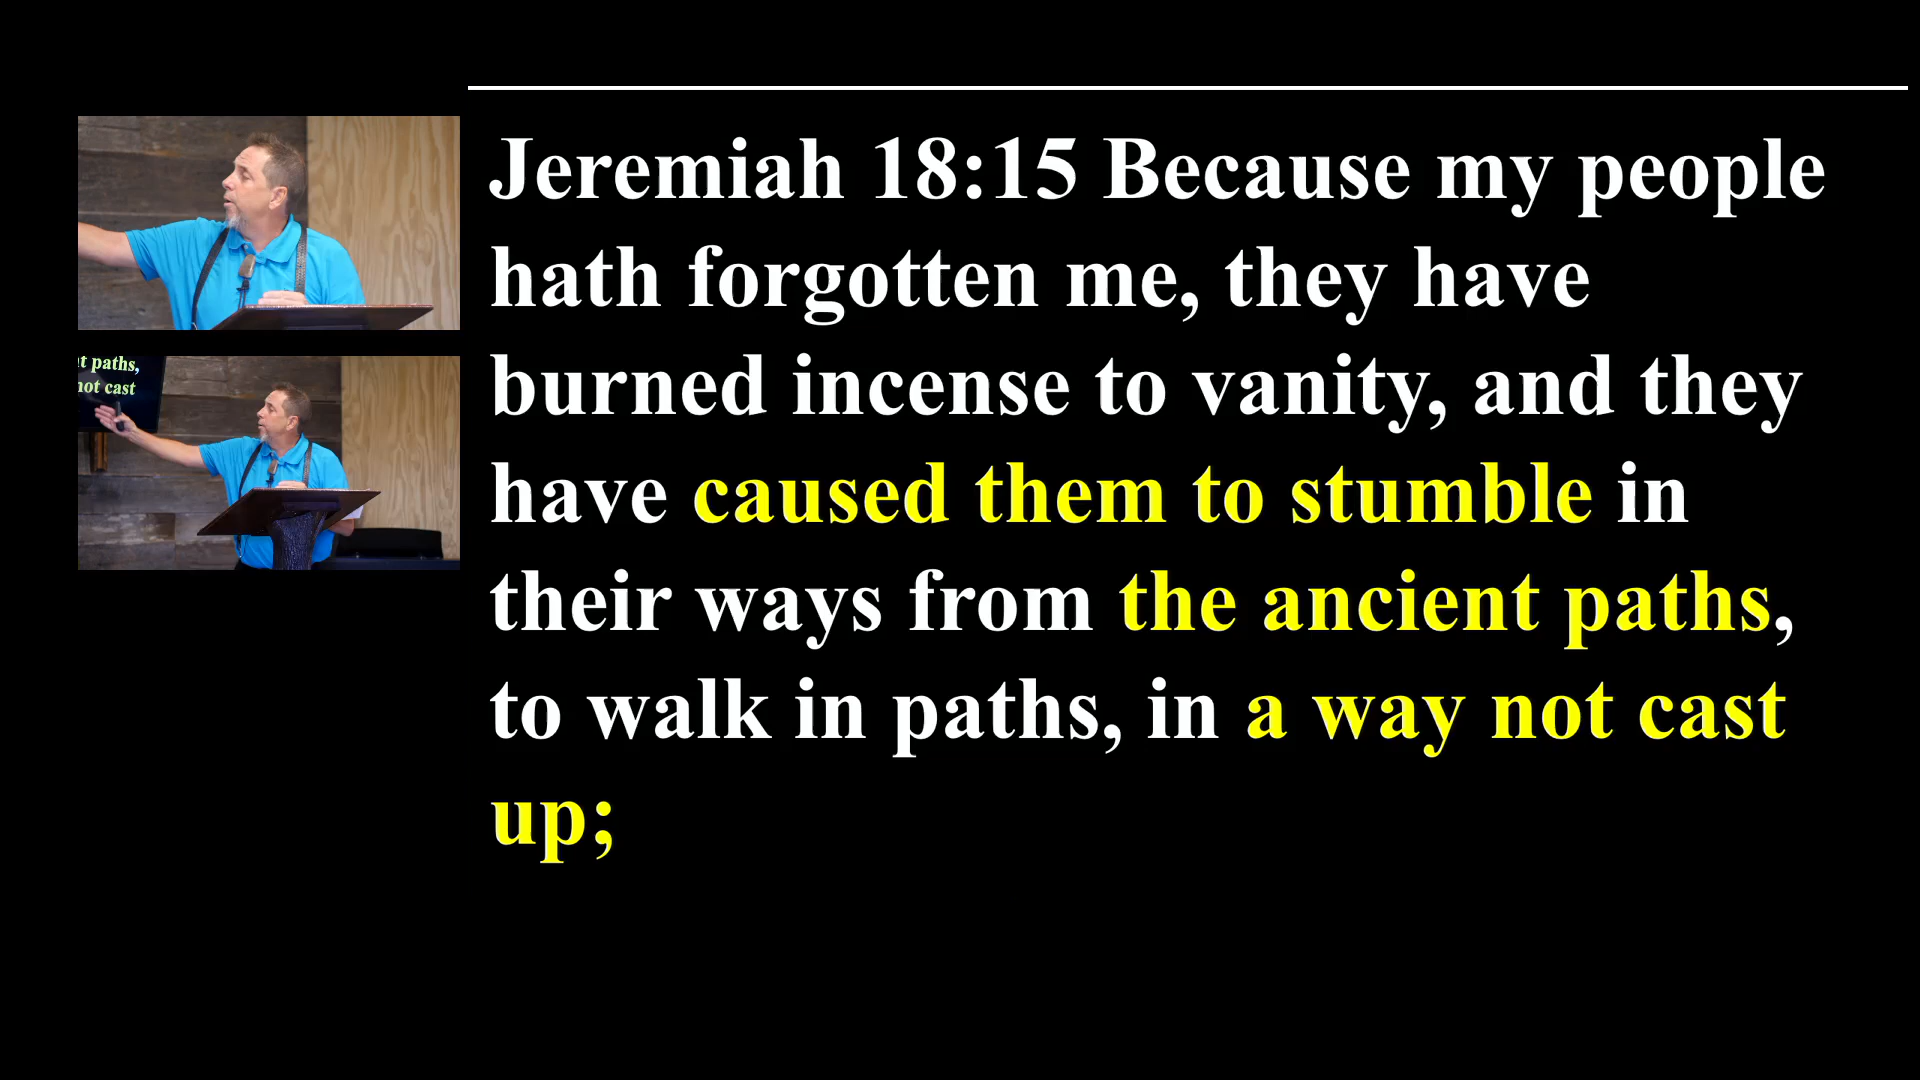 Jeremiah 18:15 Because my people
hath forgotten me, they have
burned incense to vanity, and they
have caused them to stumble in
their ways from the ancient paths,
to walk in paths, in a way not cast
up;
t paths,
not cast